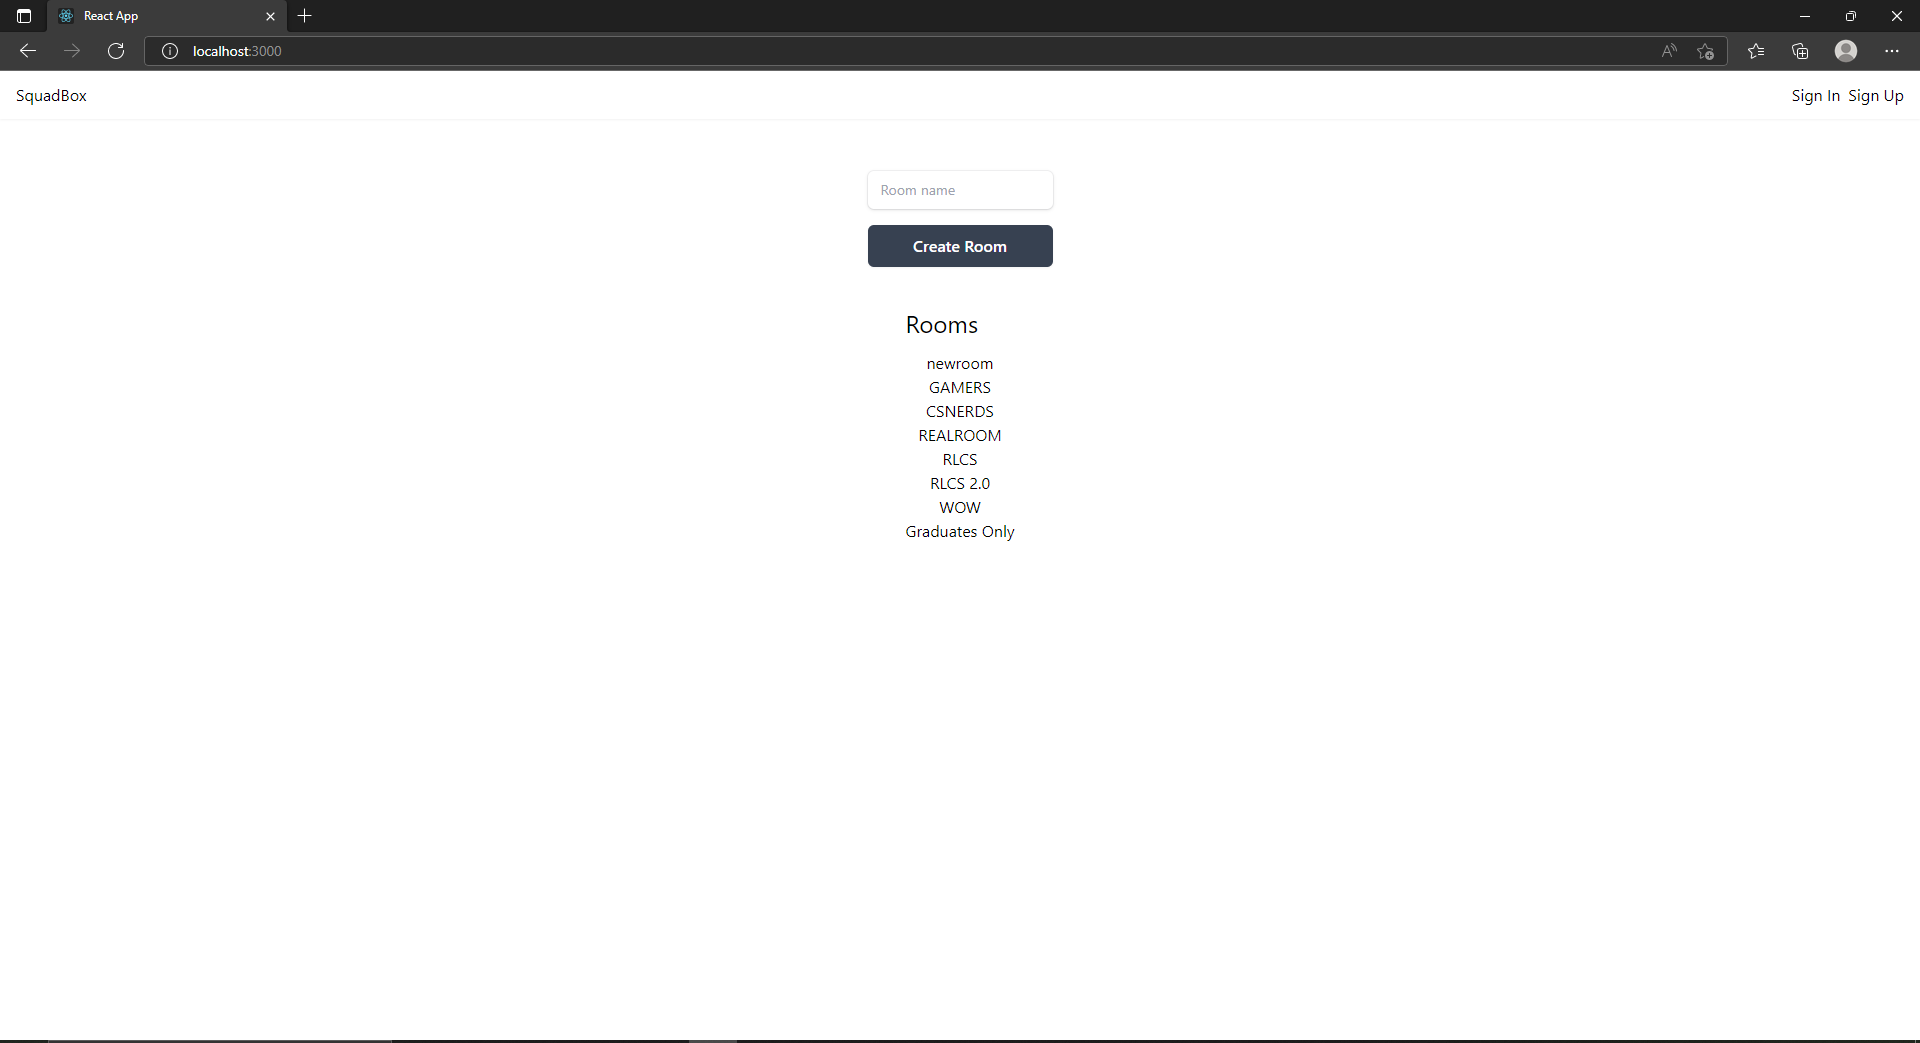 React App
localhost:3000
SquadBox
Sign In Sign Up
Room name
Create Room
Rooms
newroom
GAMERS
CSNERDS
REALROOM
RLCS
RLCS 2.0
WOW
Graduates Only